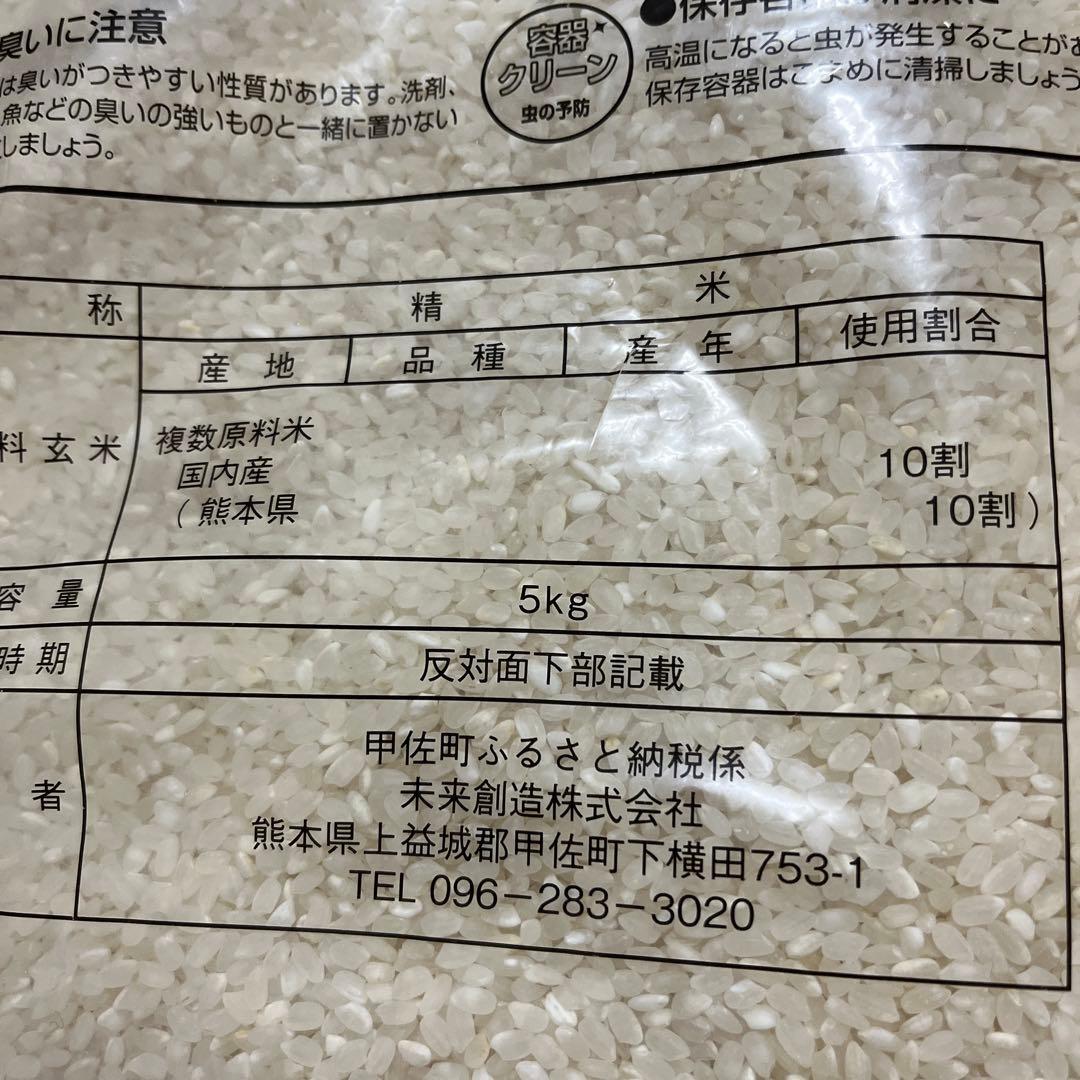 臭いに注意
は臭いがつきやすい性質があります。洗剤、
魚などの臭いの強いものと一緒に置かない
しましょう。
容器
クリーン
虫の予防
高温になると虫が発生することがあ
保存容器はこまめに清掃しましょう
称 精 米
産 地 品 種 産 年 使用割合
料玄米
複数原料米
国内産 10割
(熊本県 10割)
容量 5kg
時期 反対面下部記載
者
甲佐町ふるさと納税係
未来創造株式会社
熊本県上益城郡甲佐町下横田753-1
TEL 096-283-3020